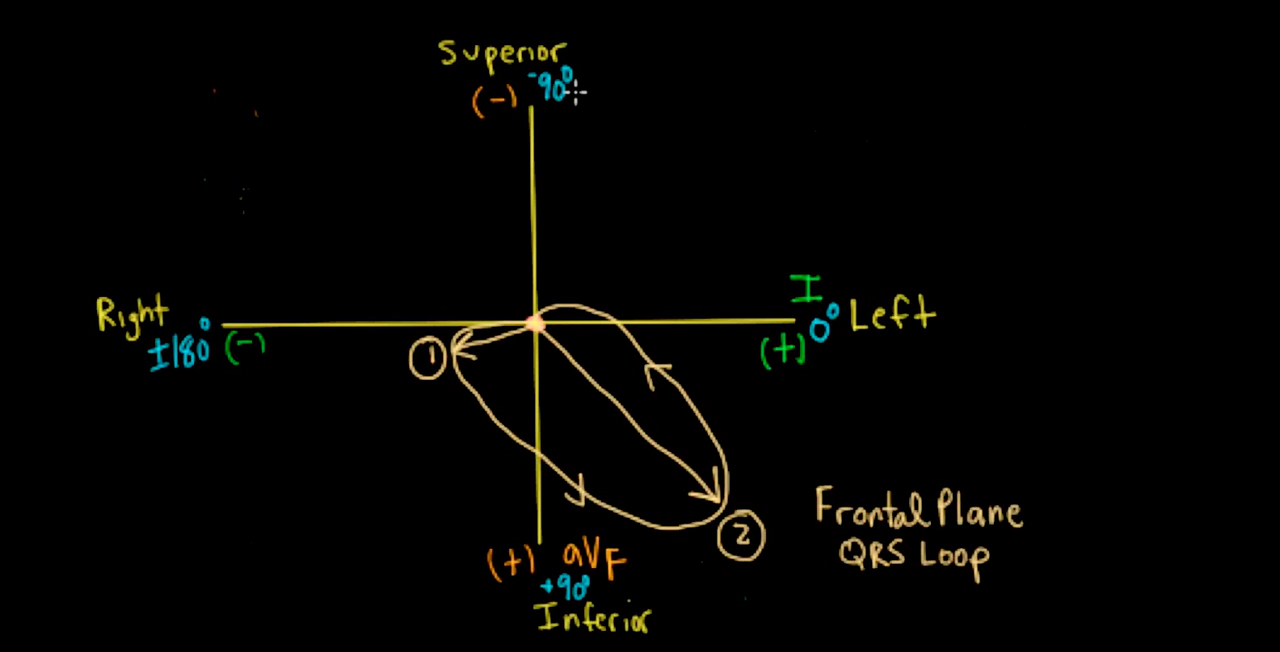 Superior
(-) -90°
I
Right 0° Left
±180° (-) (+)
1
2
Frontal Plane
QRS Loop
(+) aVF
+90°
Inferior